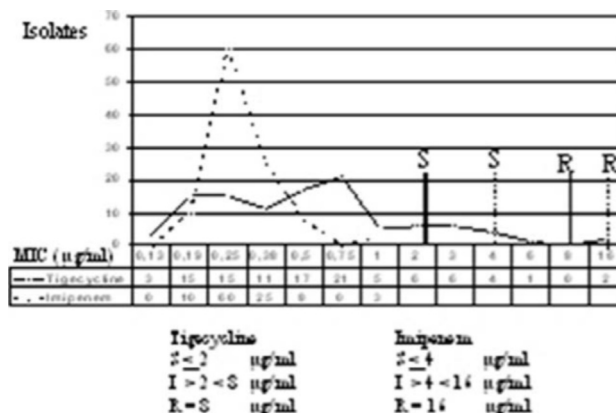 Isolates
70
60
50
40
30
20
10
0
S S R R
MIC (µg/ml) 0,13 0,19 0,25 0,38 0,5 0,75 1 2 3 4 6 8 16
Tigecycline 3 15 15 11 17 21 5 6 6 4 1 0 2
Imipenem 0 10 60 25 8 0 3
Tigecycline Imipenem
S ≤ 2 µg/ml S ≤ 4 µg/ml
I > 2 < 8 µg/ml I > 4 < 16 µg/ml
R = 8 µg/ml R = 16 µg/ml